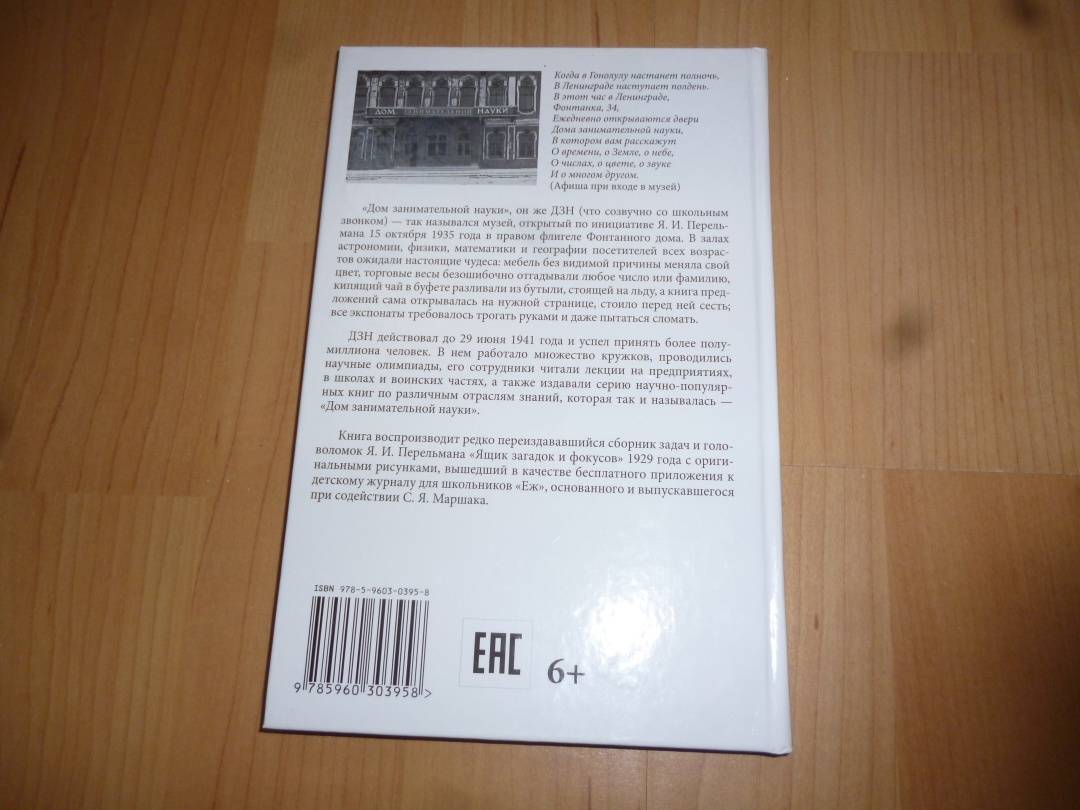 ДОМ ЗАНИМАТЕЛЬНОЙ НАУКИ
Когда в Гонолулу настанет полночь,
В Ленинграде наступает полдень.
В этот час в Ленинграде,
Фонтанка, 34,
Ежедневно открываются двери
Дома занимательной науки,
В котором вам расскажут
О времени, о Земле, о небе,
О числах, о цвете, о звуке
И о многом другом.
(Афиша при входе в музей)
«Дом занимательной науки», он же ДЗН (что созвучно со школьным
звонком) — так назывался музей, открытый по инициативе Я. И. Перель-
мана 15 октября 1935 года в правом флигеле Фонтанного дома. В залах
астрономии, физики, математики и географии посетителей всех возрас-
тов ожидали настоящие чудеса: мебель без видимой причины меняла свой
цвет, торговые весы безошибочно отгадывали любое число или фамилию,
кипящий чай в буфете разливали из бутыли, стоящей на льду, а книга пред-
ложений сама открывалась на нужной странице, стоило перед ней сесть;
все экспонаты требовалось трогать руками и даже пытаться сломать.
ДЗН действовал до 29 июня 1941 года и успел принять более полу-
миллиона человек. В нем работало множество кружков, проводились
научные олимпиады, его сотрудники читали лекции на предприятиях,
в школах и воинских частях, а также издавали серию научно-популяр-
ных книг по различным отраслям знаний, которая так и называлась —
«Дом занимательной науки».
Книга воспроизводит редко переиздававшийся сборник задач и голо-
воломок Я. И. Перельмана «Ящик загадок и фокусов» 1929 года с ориги-
нальными рисунками, вышедший в качестве бесплатного приложения к
детскому журналу для школьников «Еж», основанного и выпускавшегося
при содействии С. Я. Маршака.
ISBN 978-5-9603-0395-8
9 785960 303958 >
EAC
6+